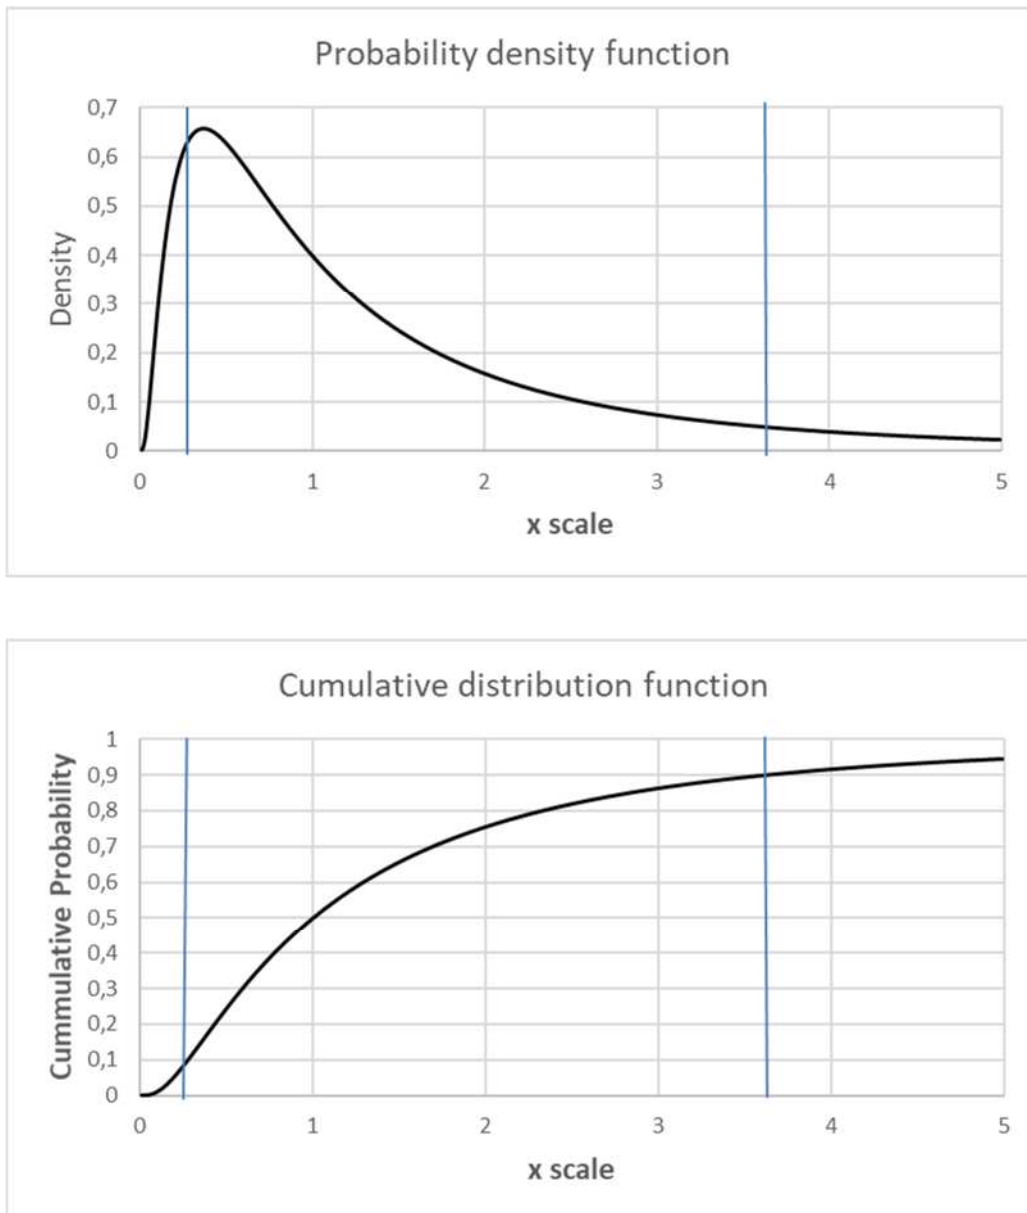 Probability density function
0,7
0,6
0,5
0,4
0,3
0,2
0,1
0
Density
0 1 2 3 4 5
x scale
Cumulative distribution function
1
0,9
0,8
0,7
0,6
0,5
0,4
0,3
0,2
0,1
0
Cummulative Probability
0 1 2 3 4 5
x scale